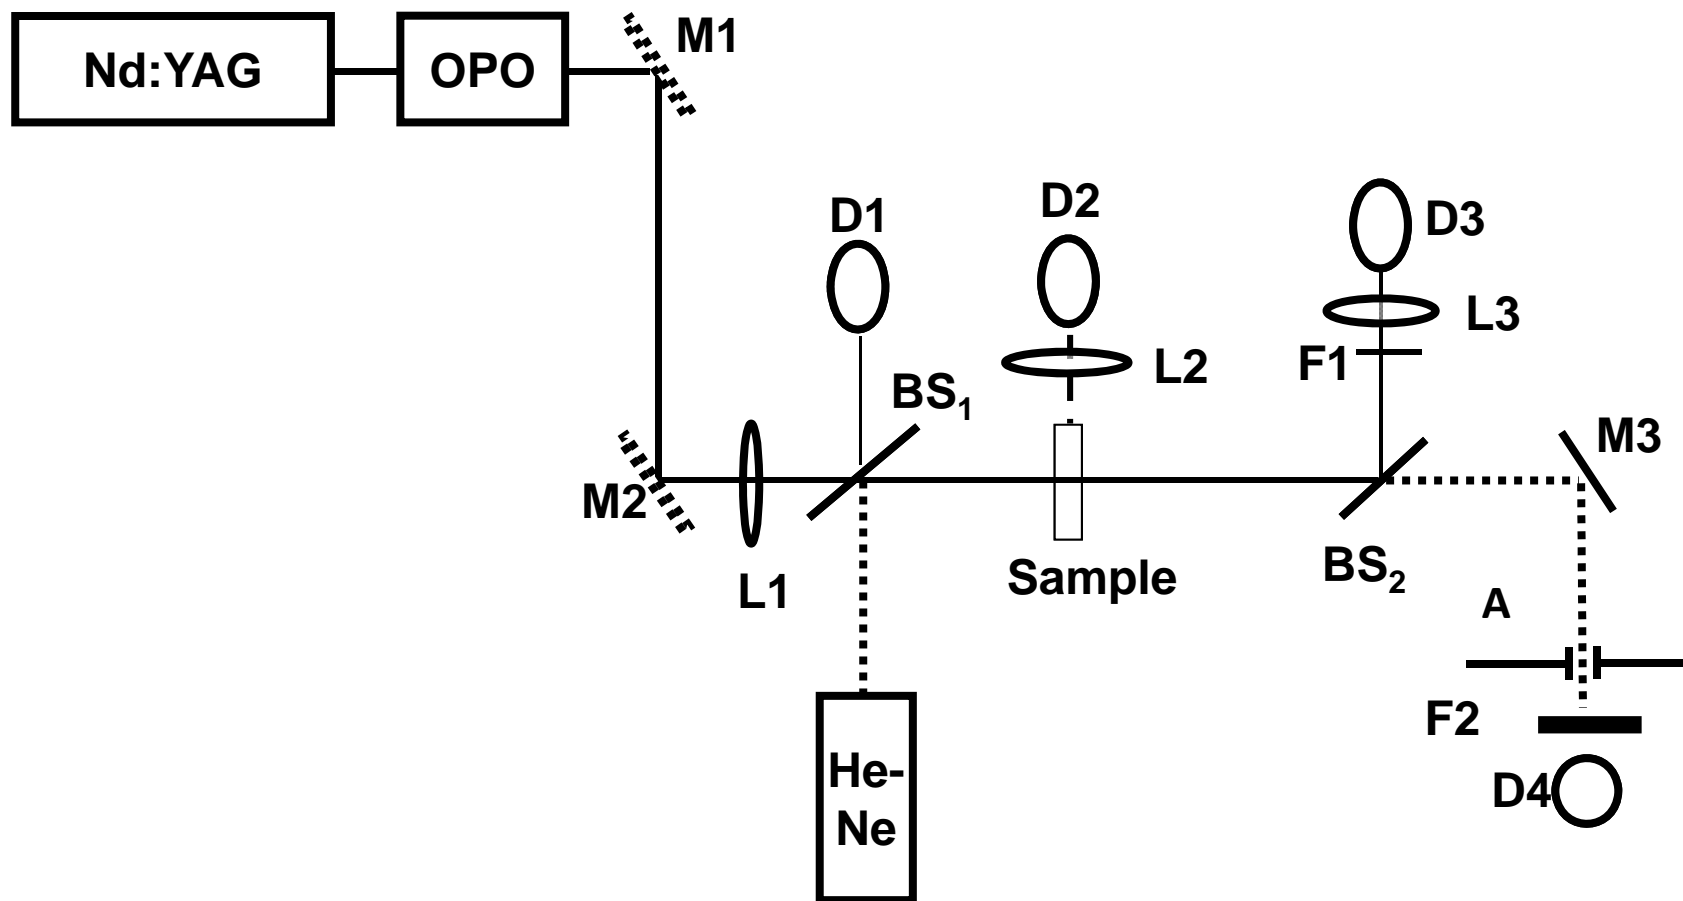 Nd:YAG
OPO
M1
D1
D2
D3
L3
F1
L2
BS₁
M3
M2
L1
Sample
BS₂
A
F2
He-
Ne
D4